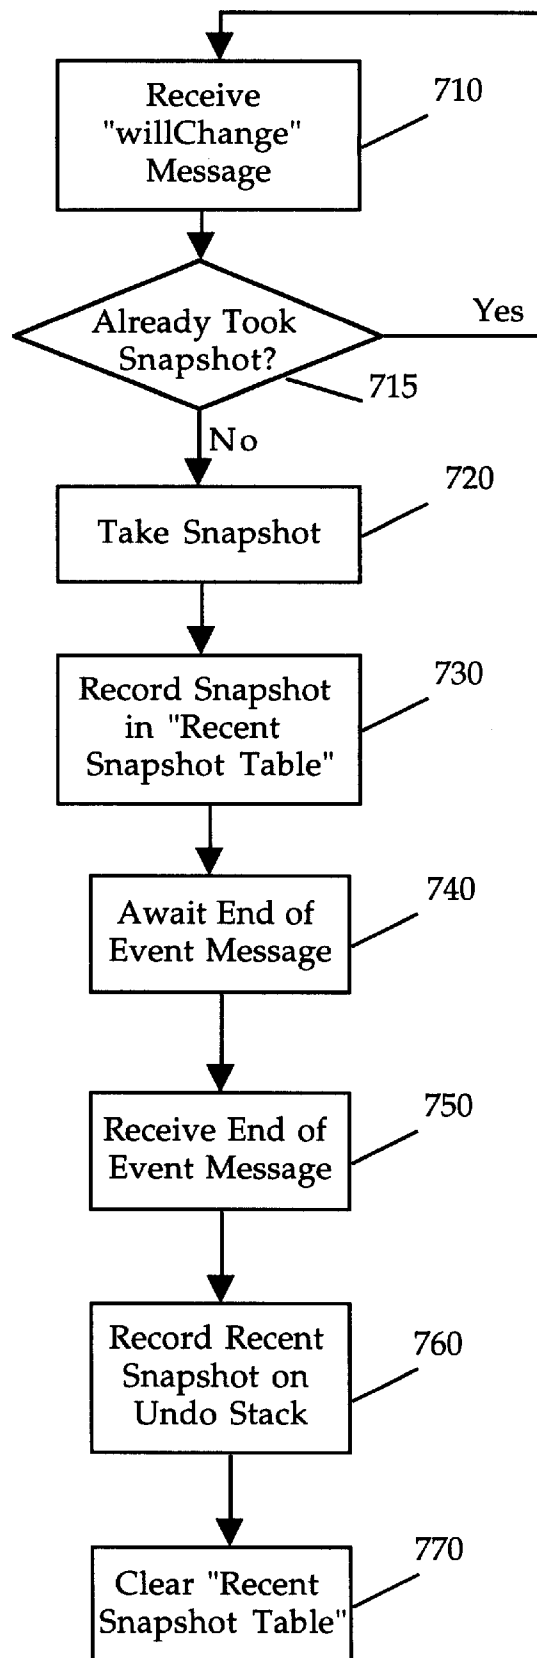 Receive
"willChange"
Message
710
Already Took
Snapshot?
Yes
715
No
Take Snapshot
720
Record Snapshot
in "Recent
Snapshot Table"
730
Await End of
Event Message
740
Receive End of
Event Message
750
Record Recent
Snapshot on
Undo Stack
760
Clear "Recent
Snapshot Table"
770